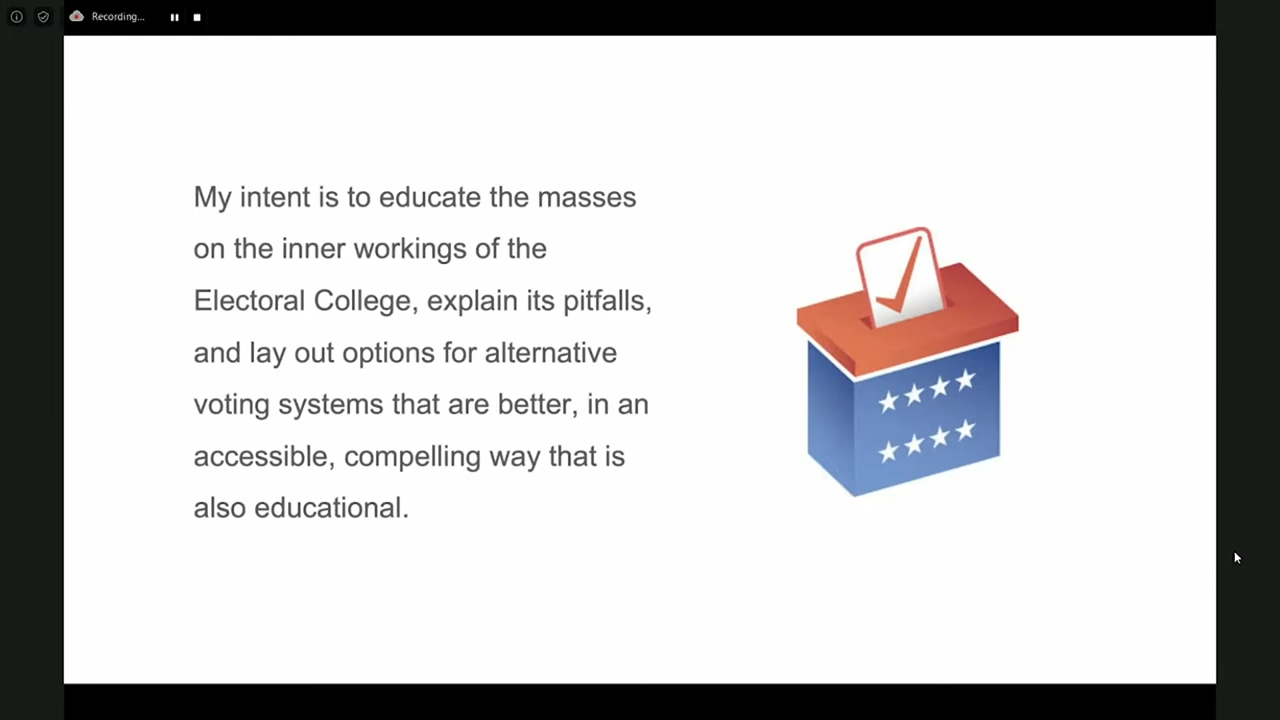 Recording...
My intent is to educate the masses
on the inner workings of the
Electoral College, explain its pitfalls,
and lay out options for alternative
voting systems that are better, in an
accessible, compelling way that is
also educational.